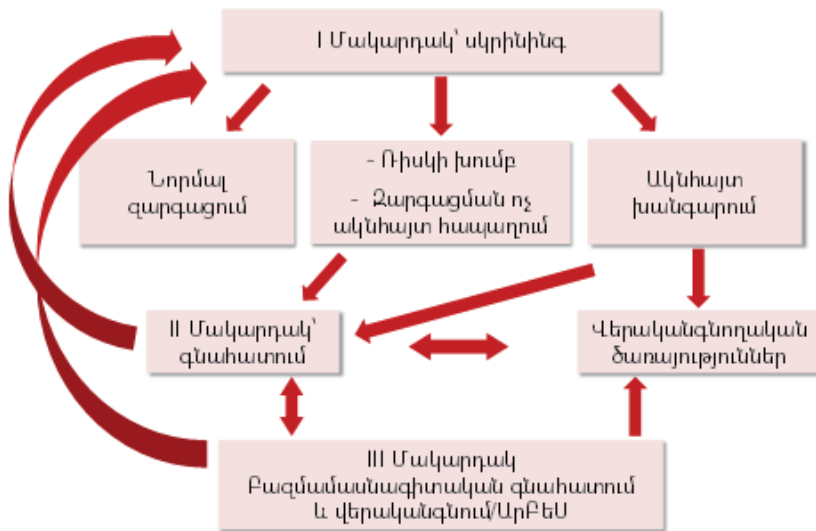 I Մակարդակ՝ սկրինինգ
Նորմալ
զարգացում
- Ռիսկի խումբ
- Զարգացման ոչ
ակնհայտ հապաղում
Ակնհայտ
խանգարում
II Մակարդակ՝
գնահատում
Վերականգնողական
ծառայություններ
III Մակարդակ
Բազմամասնագիտական գնահատում
և վերականգնում/ԱրԲեՍ